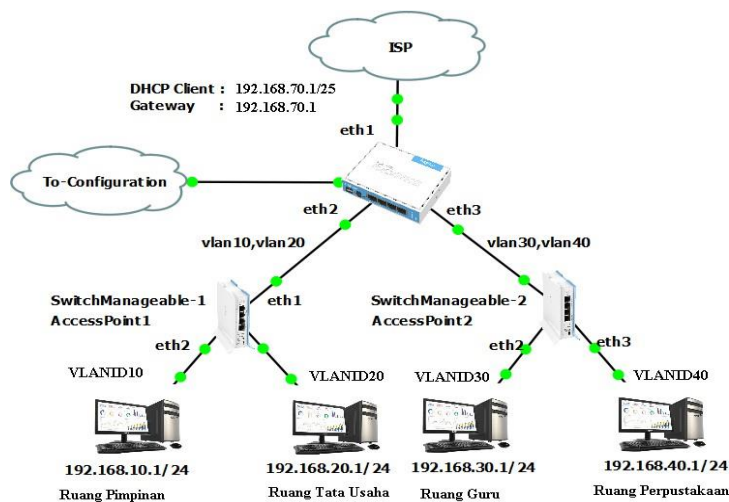 ISP
DHCP Client : 192.168.70.1/25
Gateway : 192.168.70.1
eth1
To-Configuration
eth2
eth3
vlan10,vlan20
vlan30,vlan40
SwitchManageable-1
AccessPoint1
eth1
SwitchManageable-2
AccessPoint2
eth2
eth2
eth3
VLANID10
VLANID20
VLANID30
VLANID40
192.168.10.1/24
192.168.20.1/24
192.168.30.1/24
192.168.40.1/24
Ruang Pimpinan
Ruang Tata Usaha
Ruang Guru
Ruang Perpustakaan